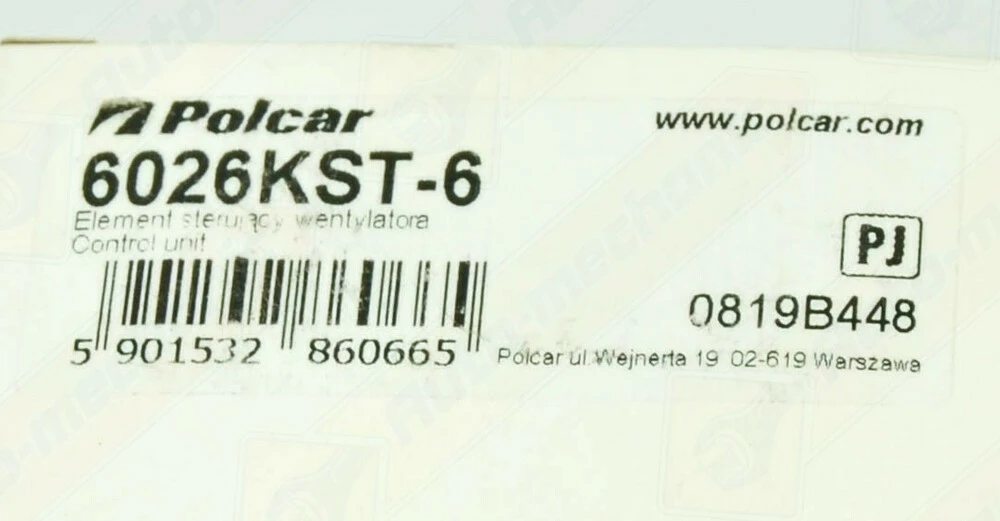 Polcar
www.polcar.com
6026KST-6
Element sterujący wentylatora
Control unit
PJ
0819B448
5 901532 860665
Polcar ul. Wejnerta 19 02-619 Warszawa